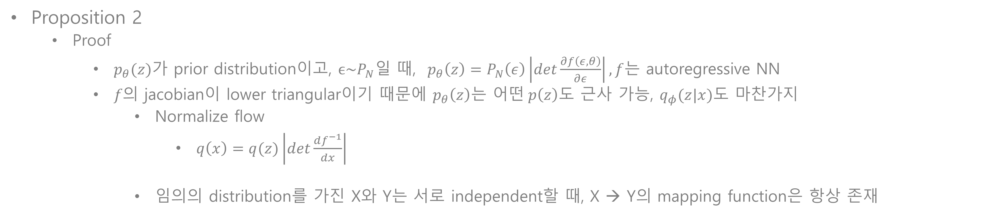 • Proposition 2
• Proof
• $p_\theta(z)$가 prior distribution이고, $\epsilon \sim P_N$일 때, $p_\theta(z) = P_N(\epsilon) \left| det \frac{\partial f(\epsilon,\theta)}{\partial \epsilon} \right|, f$는 autoregressive NN
• $f$의 jacobian이 lower triangular이기 때문에 $p_\theta(z)$는 어떤 $p(z)$도 근사 가능, $q_\phi(z|x)$도 마찬가지
• Normalize flow
• $q(x) = q(z) \left| det \frac{df^{-1}}{dx} \right|$
• 임의의 distribution를 가진 X와 Y는 서로 independent할 때, X → Y의 mapping function은 항상 존재